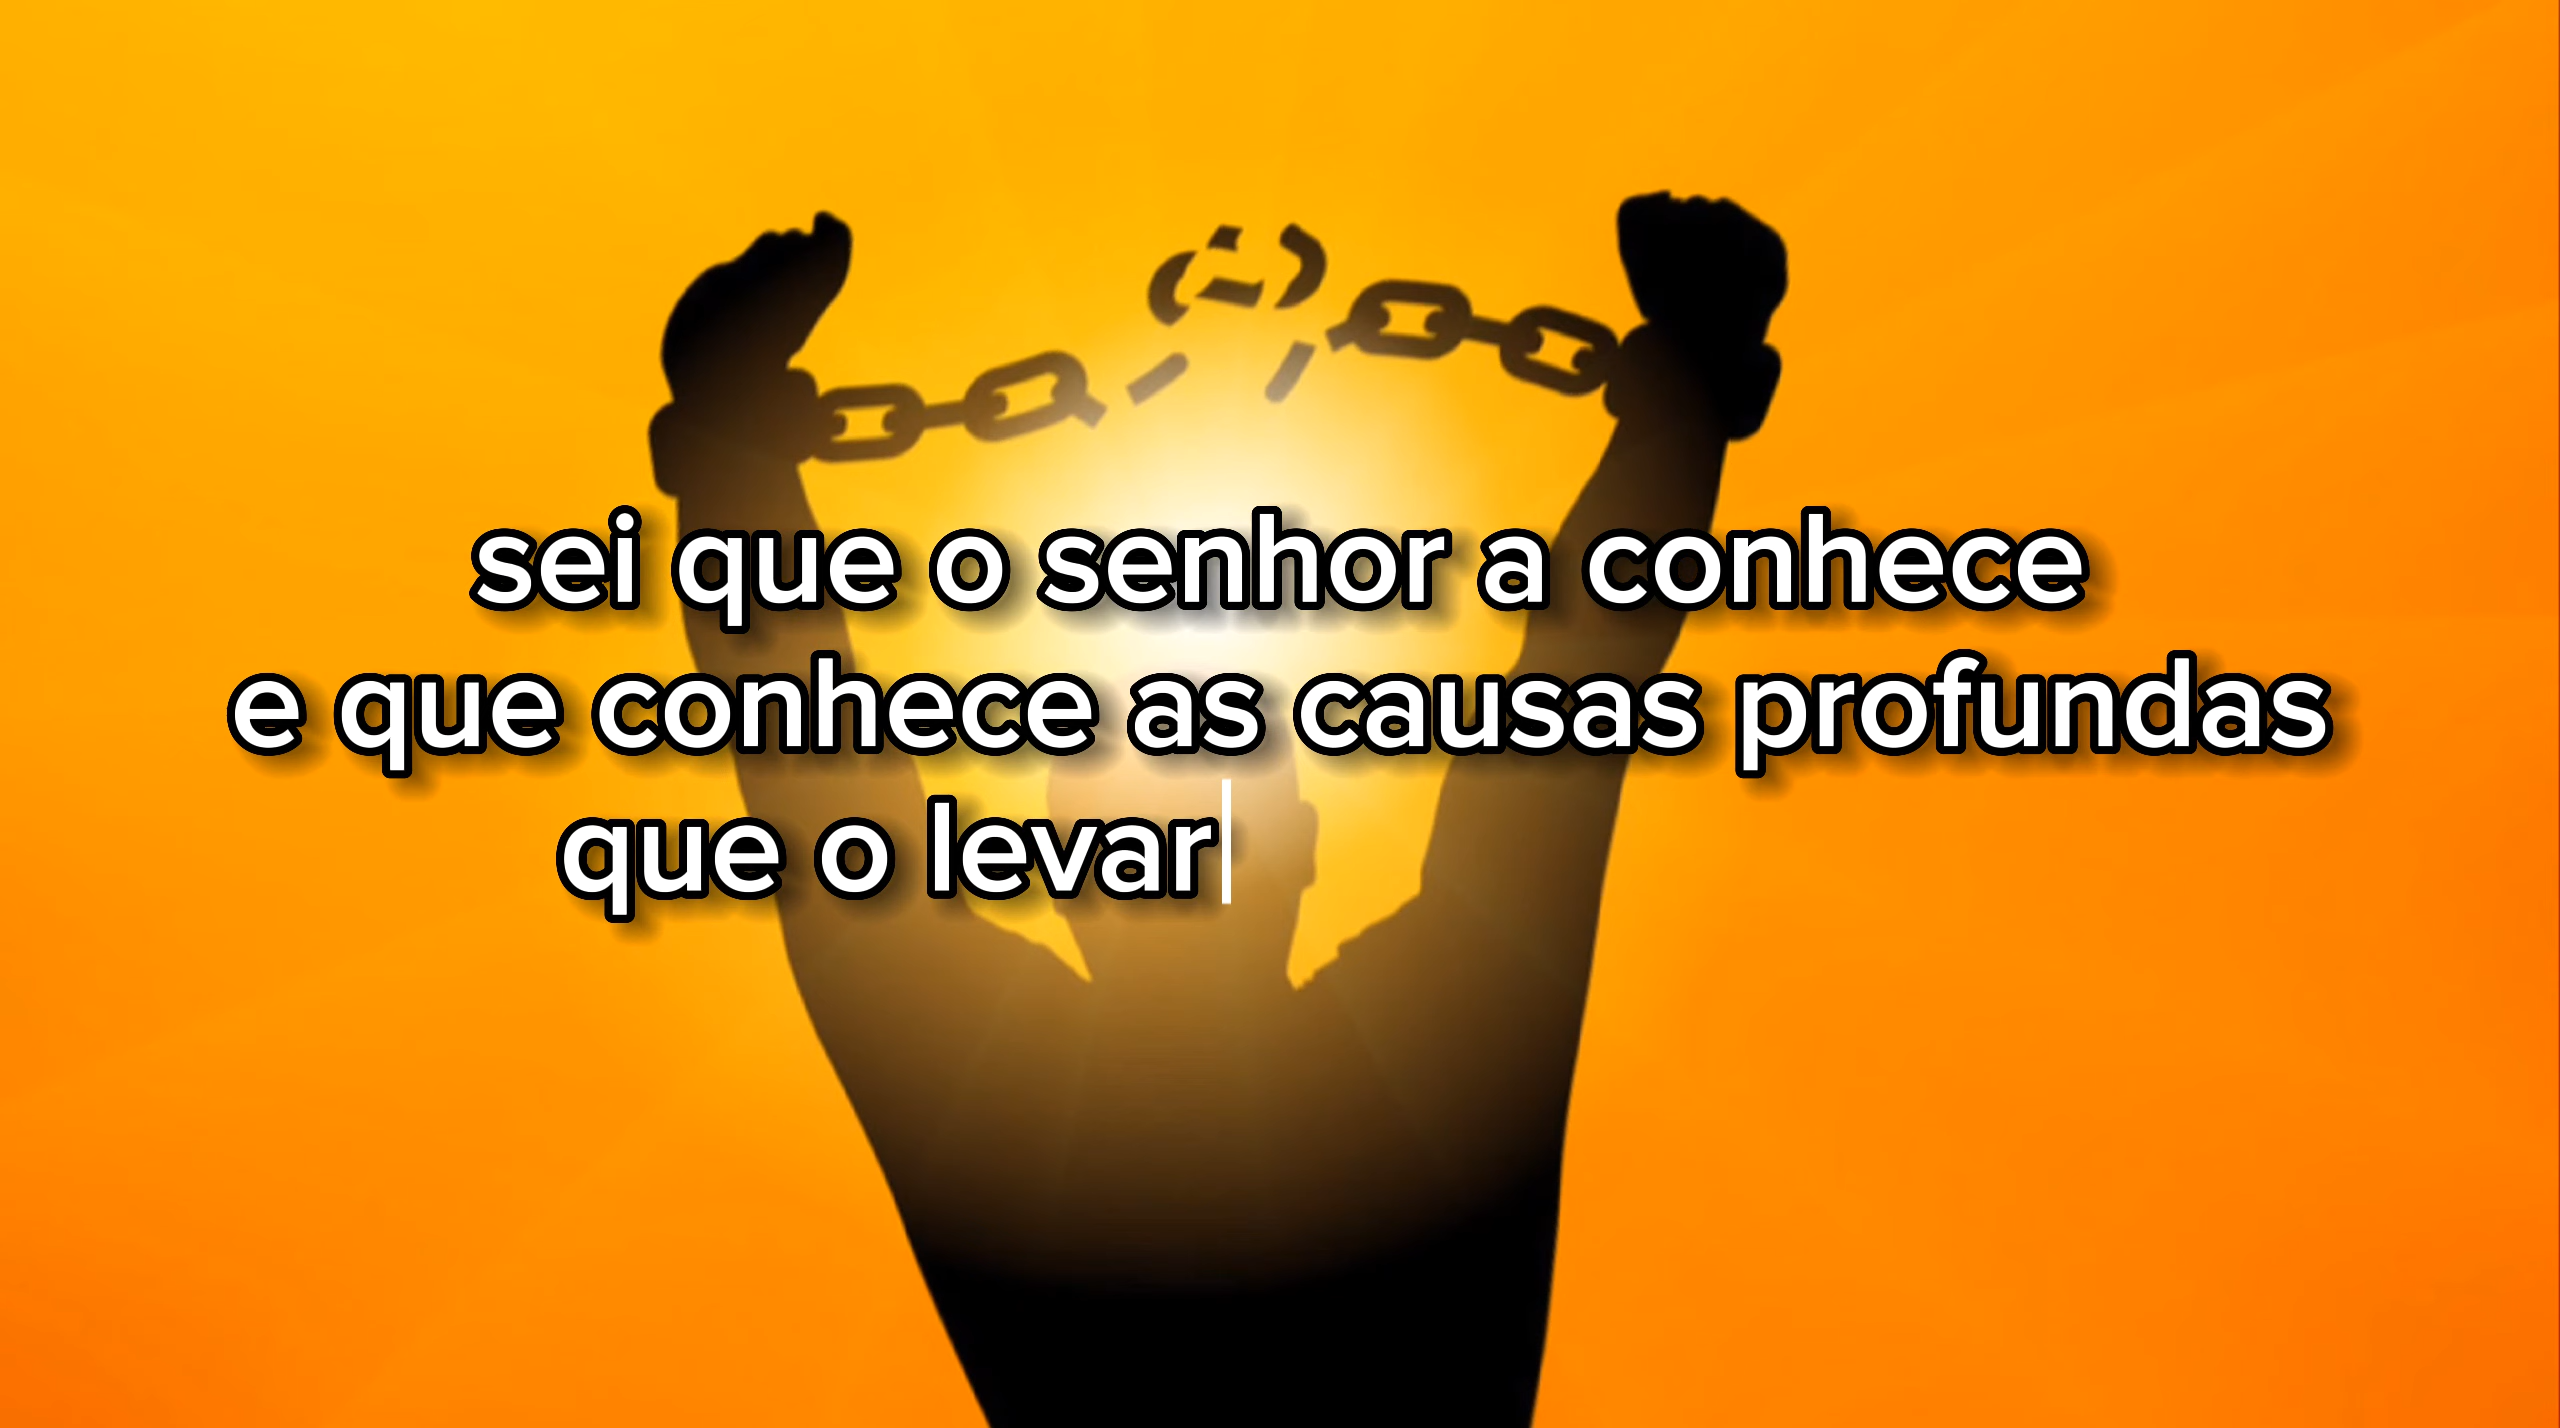 sei que o senhor a conhece
e que conhece as causas profundas
que o levar